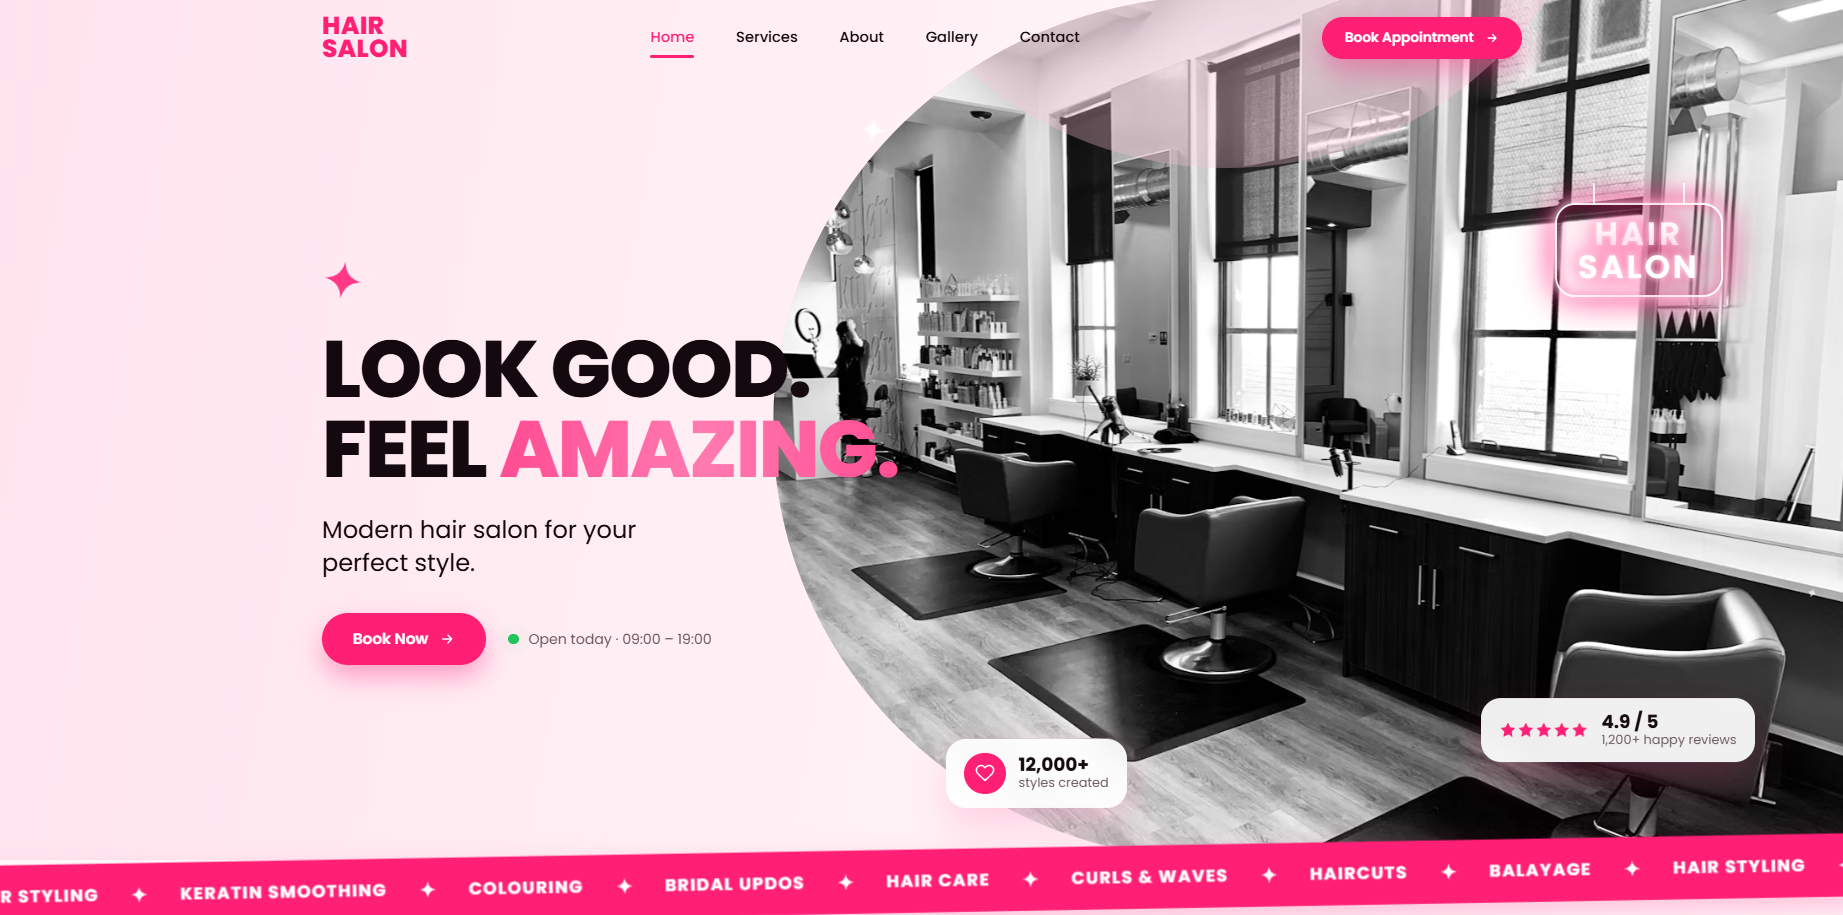 HAIR
SALON
Home
Services
About
Gallery
Contact
Book Appointment
HAIR
SALON
LOOK GOOD.
FEEL AMAZING.
Modern hair salon for your
perfect style.
Book Now
Open today · 09:00 – 19:00
4.9 / 5
1,200+ happy reviews
12,000+
styles created
R STYLING ✦ KERATIN SMOOTHING ✦ COLOURING ✦ BRIDAL UPDOS ✦ HAIR CARE ✦ CURLS & WAVES ✦ HAIRCUTS ✦ BALAYAGE ✦ HAIR STYLING